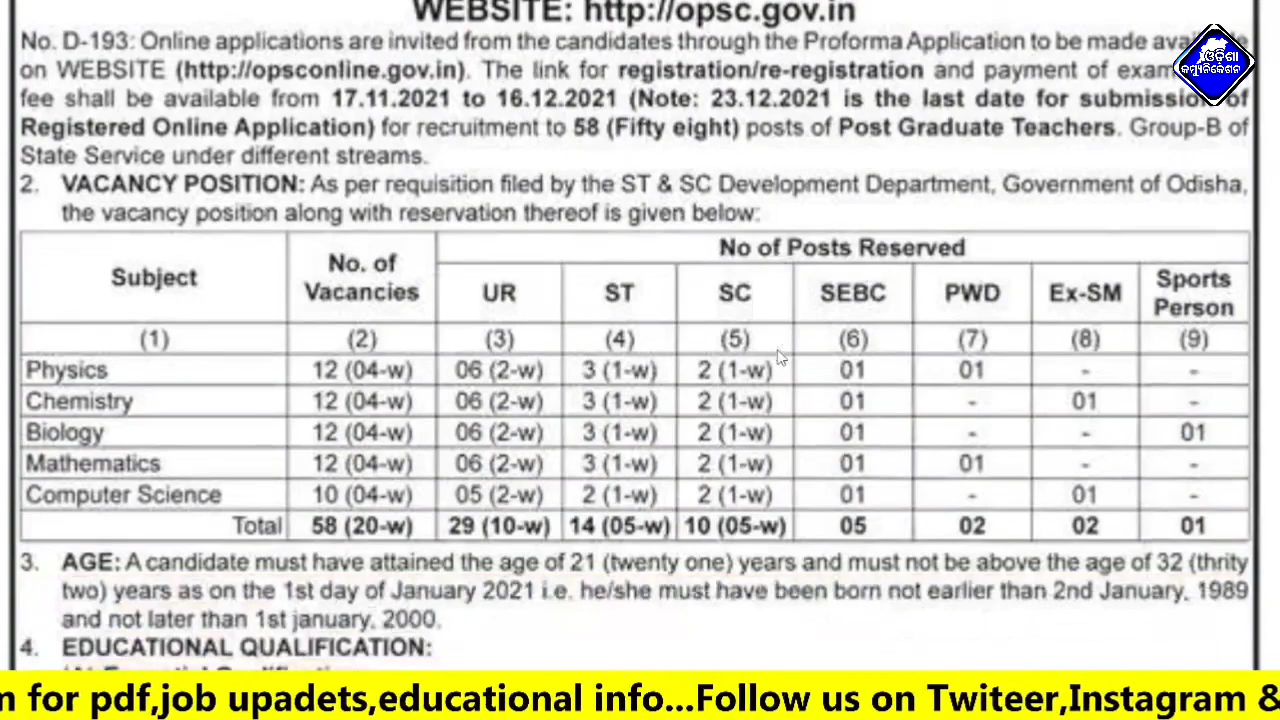 WEBSITE: http://opsc.gov.in
No. D-193: Online applications are invited from the candidates through the Proforma Application to be made
on WEBSITE (http://opsconline.gov.in). The link for registration/re-registration and payment of
fee shall be available from 17.11.2021 to 16.12.2021 (Note: 23.12.2021 is the last date for submission of
Registered Online Application) for recruitment to 58 (Fifty eight) posts of Post Graduate Teachers. Group-B of
State Service under different streams.
2. VACANCY POSITION: As per requisition filed by the ST & SC Development Department, Government of Odisha,
the vacancy position along with reservation thereof is given below:
Subject No. of Vacancies No of Posts Reserved
UR ST SC SEBC PWD Ex-SM Sports Person
(1) (2) (3) (4) (5) (6) (7) (8) (9)
Physics 12 (04-w) 06 (2-w) 3 (1-w) 2 (1-w) 01 01 - -
Chemistry 12 (04-w) 06 (2-w) 3 (1-w) 2 (1-w) 01 - 01 -
Biology 12 (04-w) 06 (2-w) 3 (1-w) 2 (1-w) 01 - - 01
Mathematics 12 (04-w) 06 (2-w) 3 (1-w) 2 (1-w) 01 01 - -
Computer Science 10 (04-w) 05 (2-w) 2 (1-w) 2 (1-w) 01 - 01 -
Total 58 (20-w) 29 (10-w) 14 (05-w) 10 (05-w) 05 02 02 01
3. AGE: A candidate must have attained the age of 21 (twenty one) years and must not be above the age of 32 (thrity
two) years as on the 1st day of January 2021 i.e. he/she must have been born not earlier than 2nd January, 1989
and not later than 1st january, 2000.
4. EDUCATIONAL QUALIFICATION:
m for pdf,job upadets,educational info...Follow us on Twiteer,Instagram &